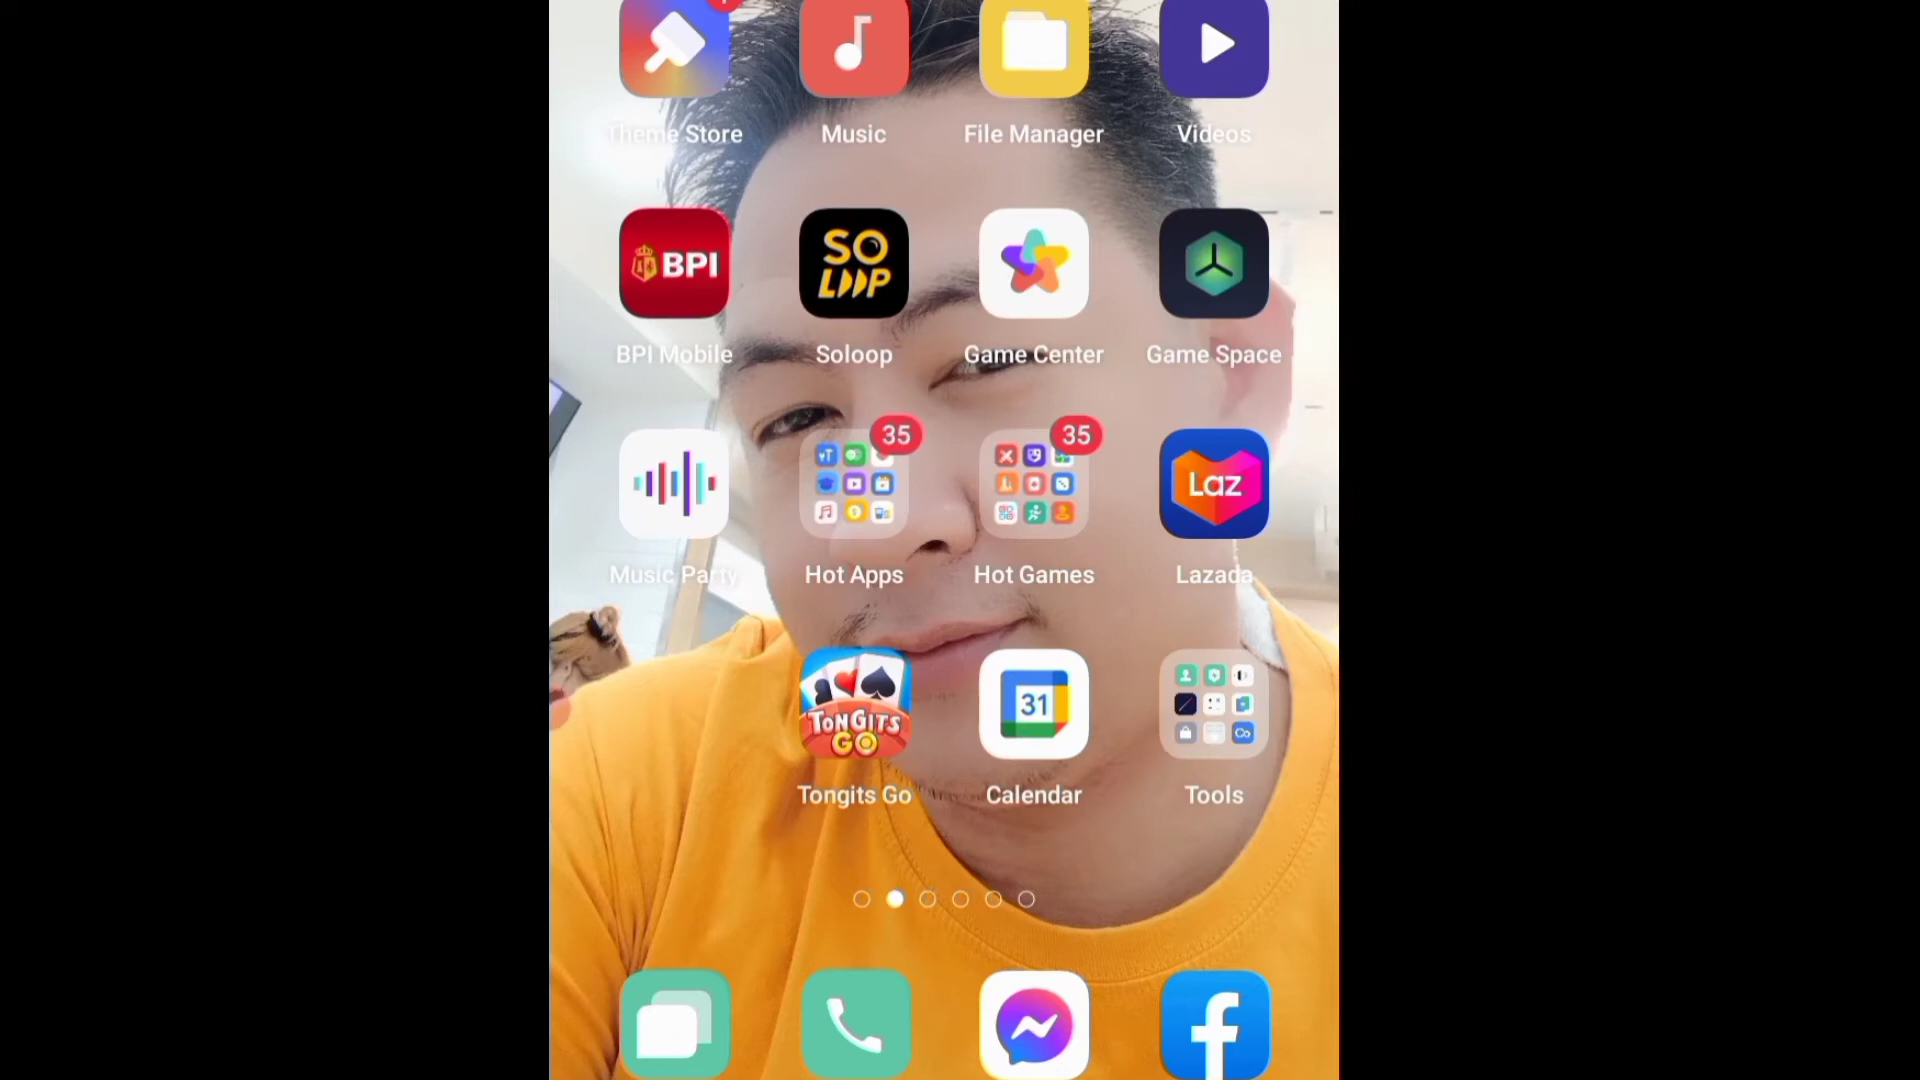 Theme Store
Music
File Manager
Videos
BPI
SO
LOOP
BPI Mobile
Soloop
Game Center
Game Space
35
35
Laz
Music Party
Hot Apps
Hot Games
Lazada
TONGITS
GO
31
Tongits Go
Calendar
Tools